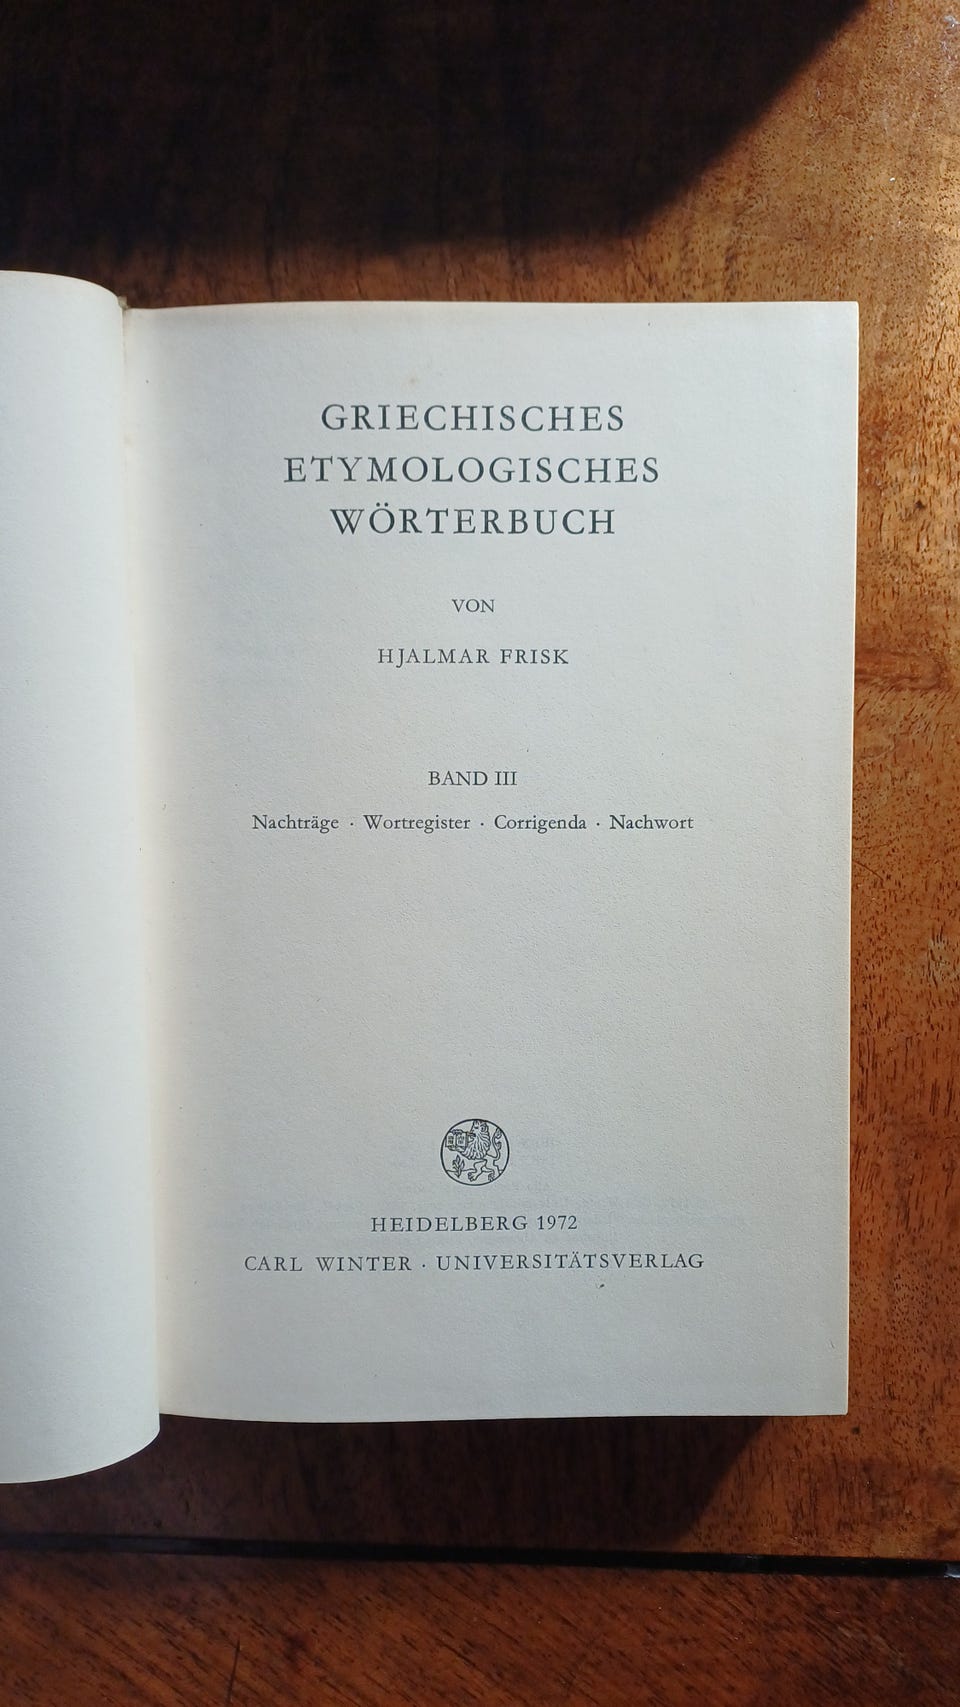 GRIECHISCHES
ETYMOLOGISCHES
WÖRTERBUCH
VON
HJALMAR FRISK
BAND III
Nachträge · Wortregister · Corrigenda · Nachwort
HEIDELBERG 1972
CARL WINTER · UNIVERSITÄTSVERLAG